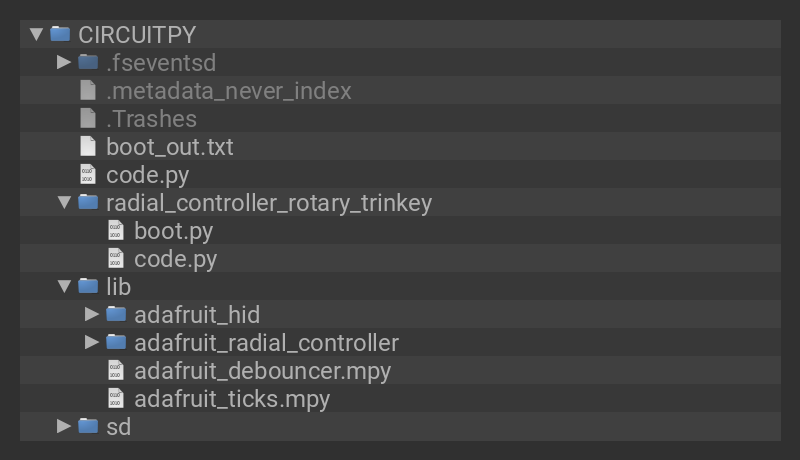 CIRCUITPY
.fseventsd
.metadata_never_index
.Trashes
boot_out.txt
code.py
radial_controller_rotary_trinkey
boot.py
code.py
lib
adafruit_hid
adafruit_radial_controller
adafruit_debouncer.mpy
adafruit_ticks.mpy
sd